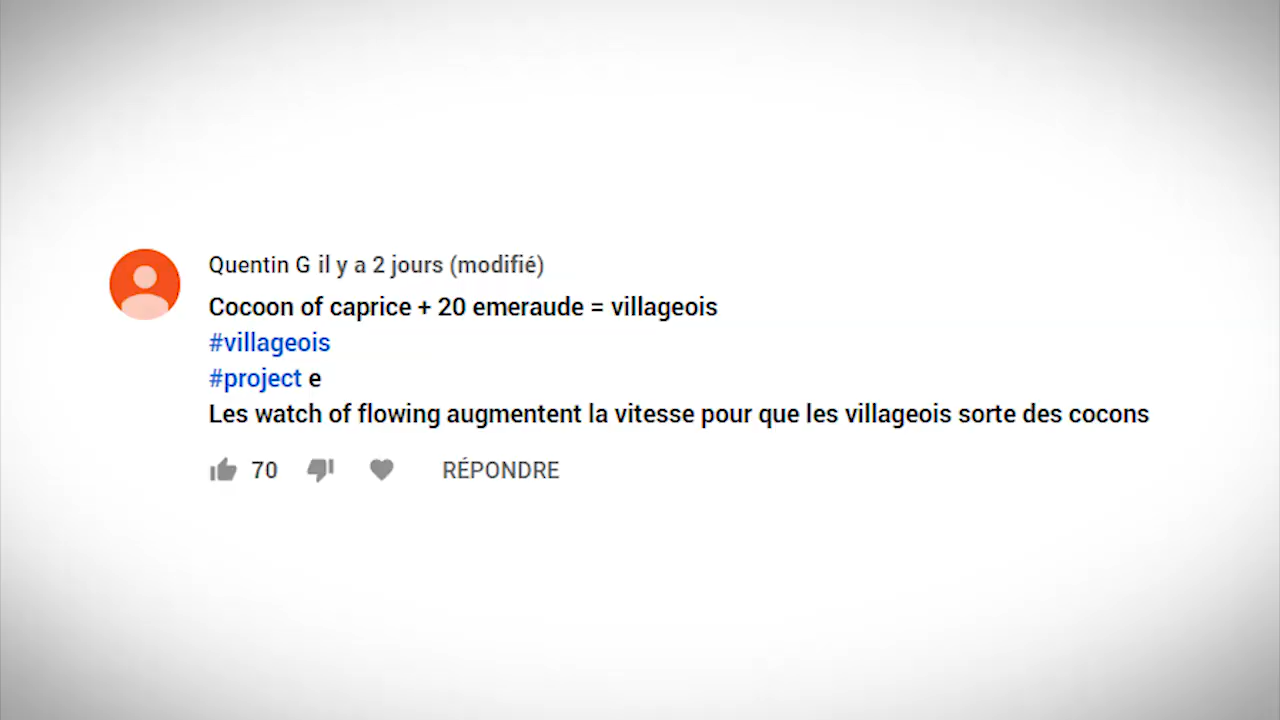 Quentin G il y a 2 jours (modifié)
Cocoon of caprice + 20 emeraude = villageois
#villageois
#project e
Les watch of flowing augmentent la vitesse pour que les villageois sorte des cocons
70 RÉPONDRE